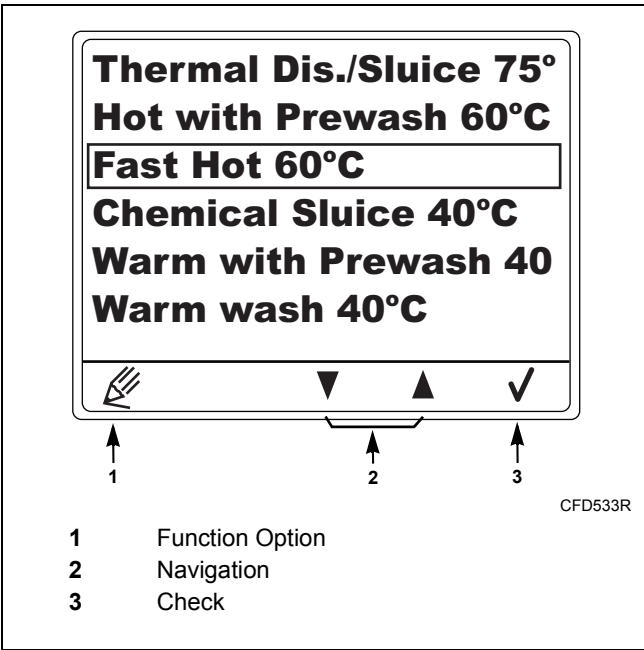 Thermal Dis./Sluice 75º
Hot with Prewash 60ºC
Fast Hot 60ºC
Chemical Sluice 40ºC
Warm with Prewash 40
Warm wash 40ºC
1 2 3
CFD533R
1 Function Option
2 Navigation
3 Check